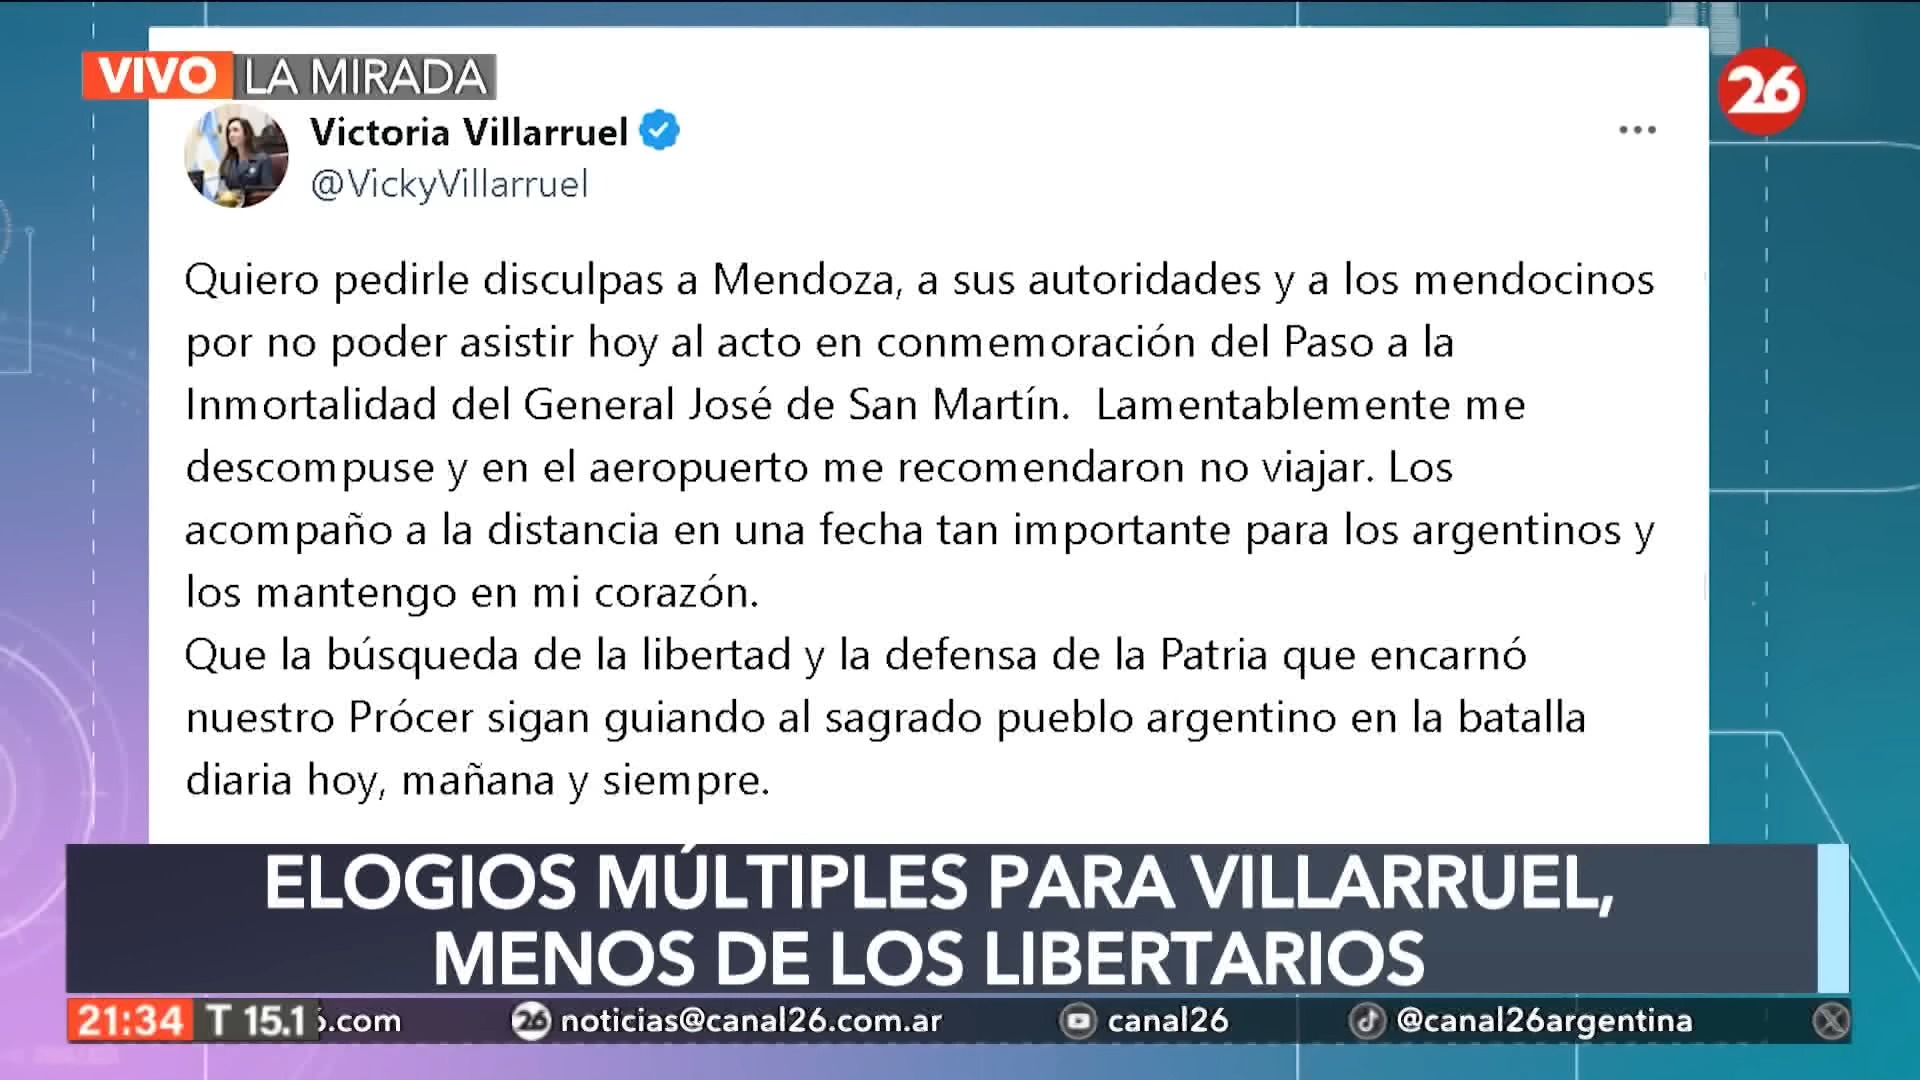 VIVO LA MIRADA
26
Victoria Villarruel
@VickyVillarruel
Quiero pedirle disculpas a Mendoza, a sus autoridades y a los mendocinos
por no poder asistir hoy al acto en conmemoración del Paso a la
Inmortalidad del General José de San Martín. Lamentablemente me
descompuse y en el aeropuerto me recomendaron no viajar. Los
acompaño a la distancia en una fecha tan importante para los argentinos y
los mantengo en mi corazón.
Que la búsqueda de la libertad y la defensa de la Patria que encarnó
nuestro Prócer sigan guiando al sagrado pueblo argentino en la batalla
diaria hoy, mañana y siempre.
ELOGIOS MÚLTIPLES PARA VILLARRUEL,
MENOS DE LOS LIBERTARIOS
21:34 T 15.1 .com 26 noticias@canal26.com.ar canal26 @canal26argentina